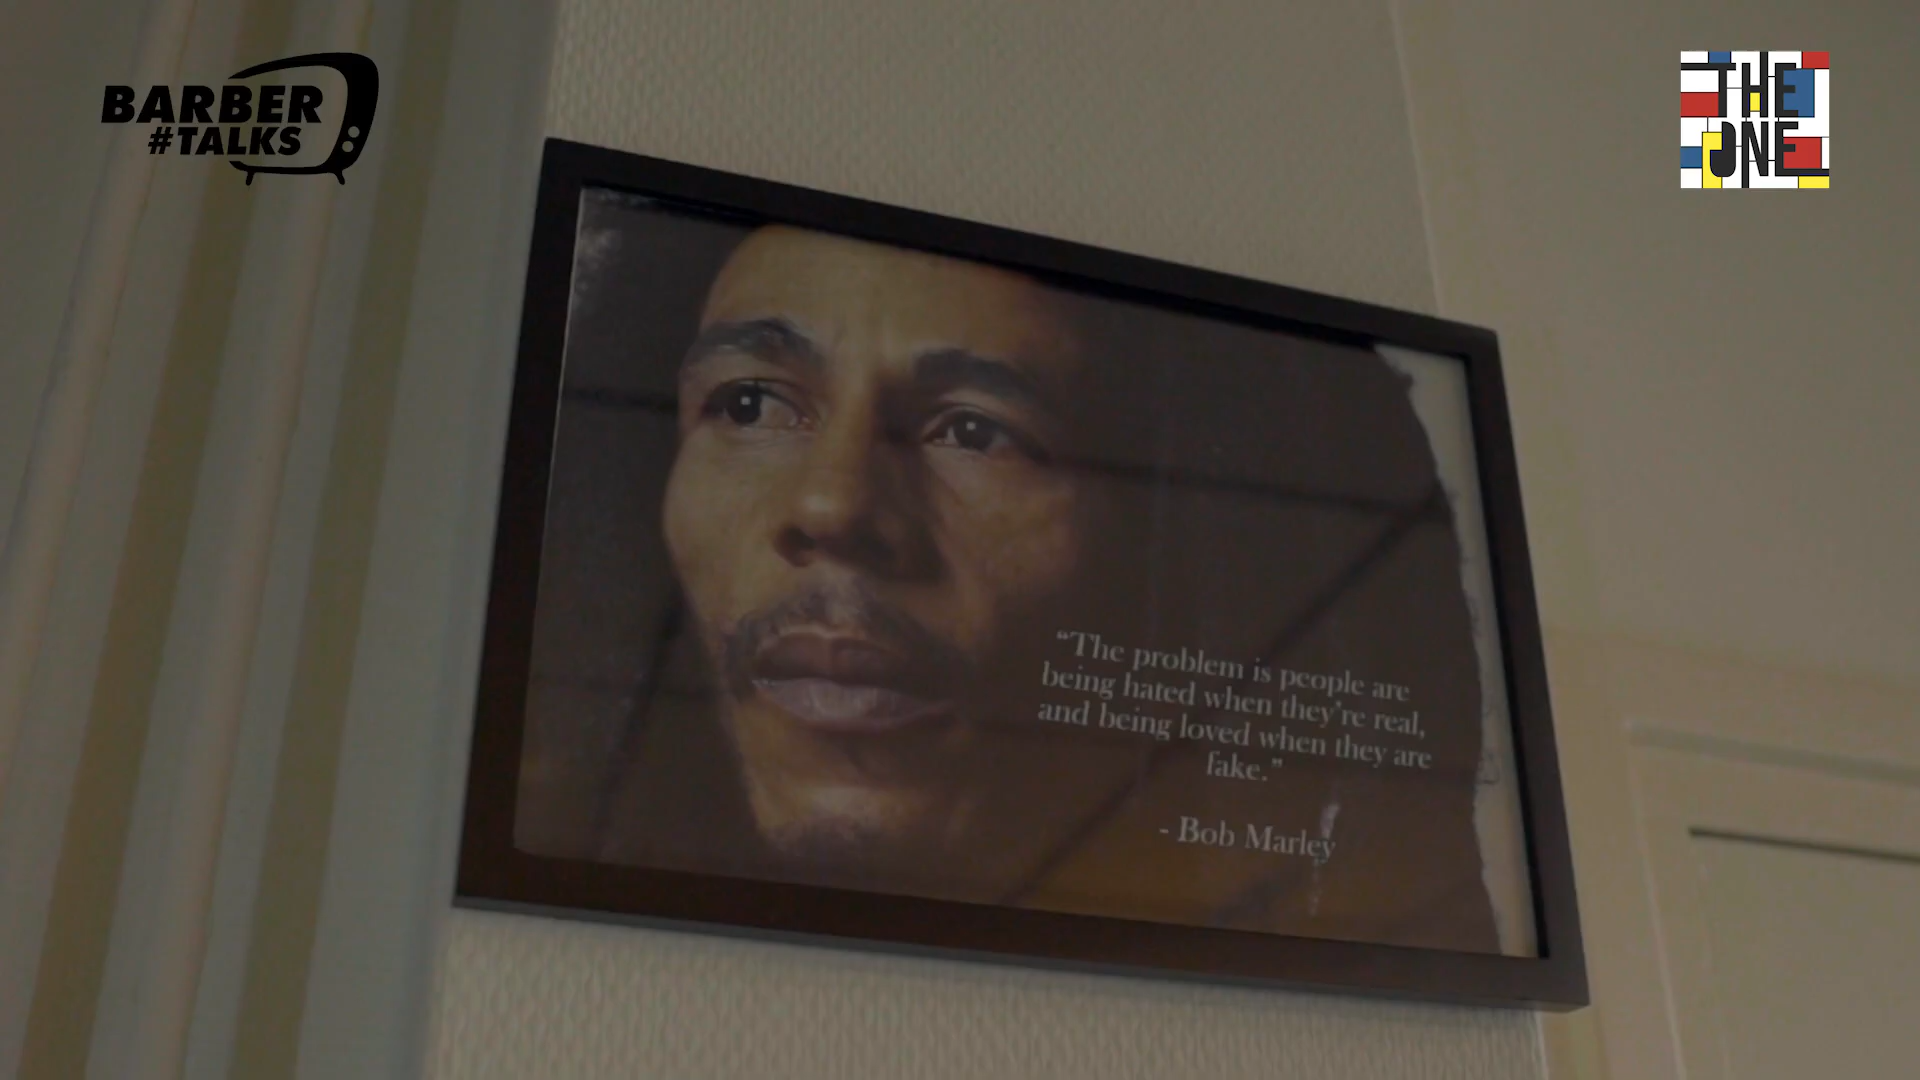 BARBER
#TALKS
THE
ONE
“The problem is people are
being hated when they're real,
and being loved when they are
fake.”
- Bob Marley